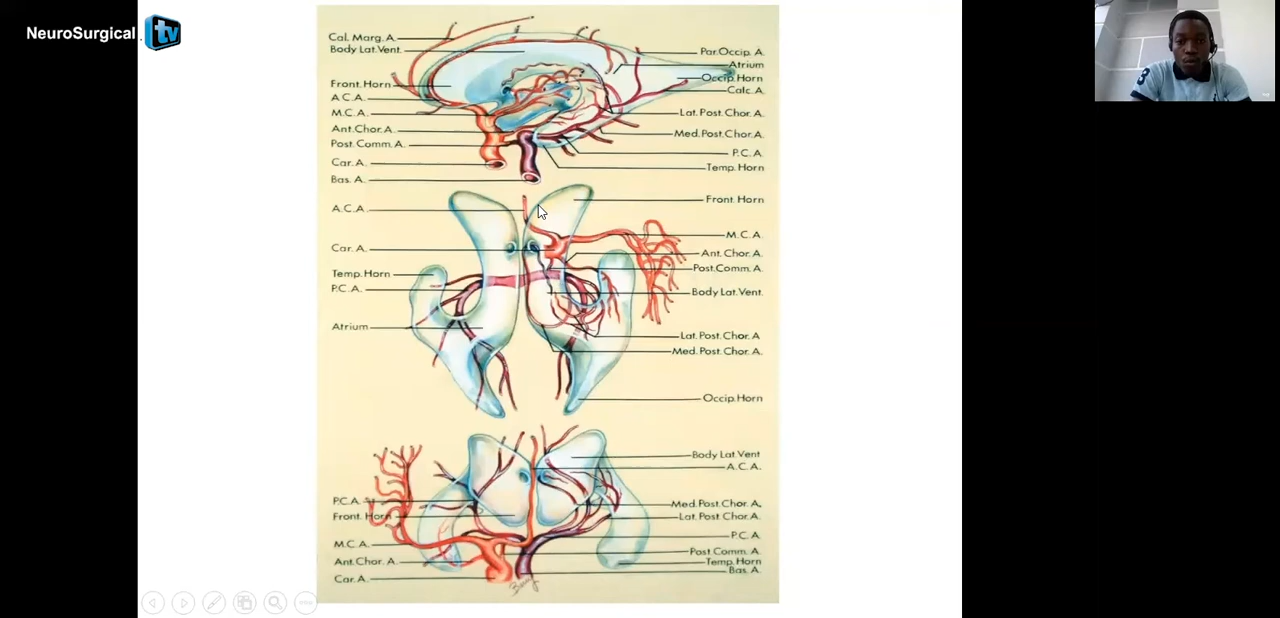 NeuroSurgical tv
Cal. Marg. A.
Body Lat. Vent.
Front. Horn
A.C.A.
M.C.A.
Ant. Chor. A.
Post. Comm. A.
Car. A.
Bas. A.
Par. Occip. A.
Atrium
Occip. Horn
Calc. A.
Lat. Post. Chor. A.
Med. Post. Chor. A.
P.C.A.
Temp. Horn
A.C.A.
Car. A.
Temp. Horn
P.C.A.
Atrium
Front. Horn
M.C.A.
Ant. Chor. A.
Post. Comm. A.
Body Lat. Vent.
Lat. Post. Chor. A
Med. Post. Chor. A.
Occip. Horn
P.C.A.
Front. Horn
M.C.A.
Ant. Chor. A.
Car. A.
Body Lat. Vent
A.C.A.
Med. Post. Chor. A.
Lat. Post. Chor. A.
P.C.A.
Post Comm. A.
Temp. Horn
Bas. A.